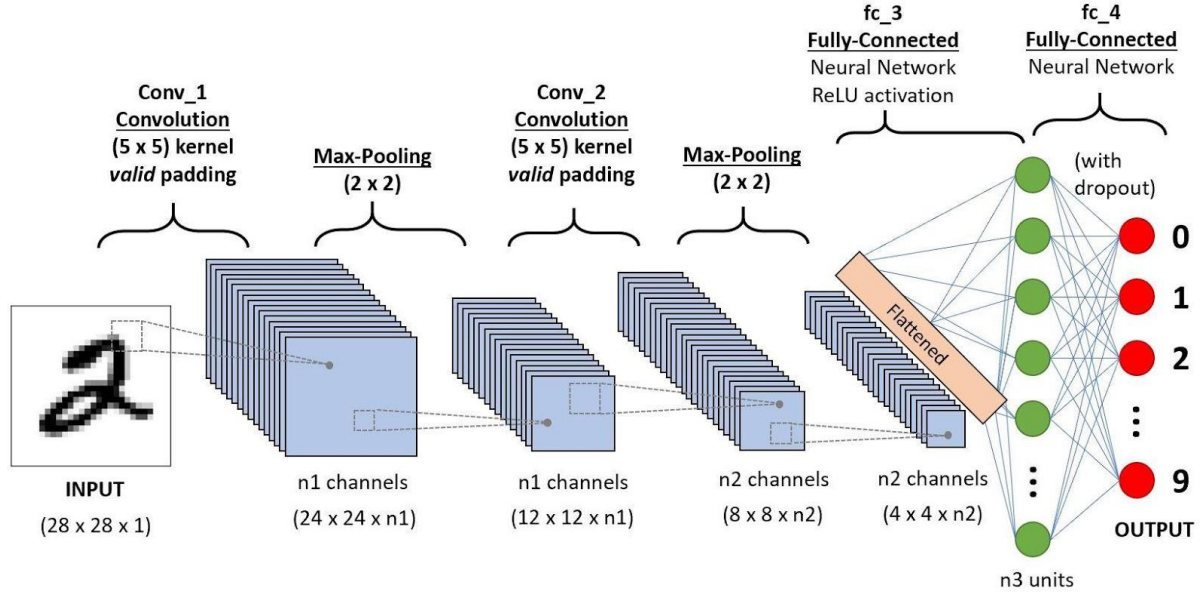 fc_3
Fully-Connected
Neural Network
ReLU activation
fc_4
Fully-Connected
Neural Network
Conv_1
Convolution
(5 x 5) kernel
valid padding
Max-Pooling
(2 x 2)
Conv_2
Convolution
(5 x 5) kernel
valid padding
Max-Pooling
(2 x 2)
(with
dropout)
Flattened
0
1
2
9
OUTPUT
INPUT
(28 x 28 x 1)
n1 channels
(24 x 24 x n1)
n1 channels
(12 x 12 x n1)
n2 channels
(8 x 8 x n2)
n2 channels
(4 x 4 x n2)
n3 units
2